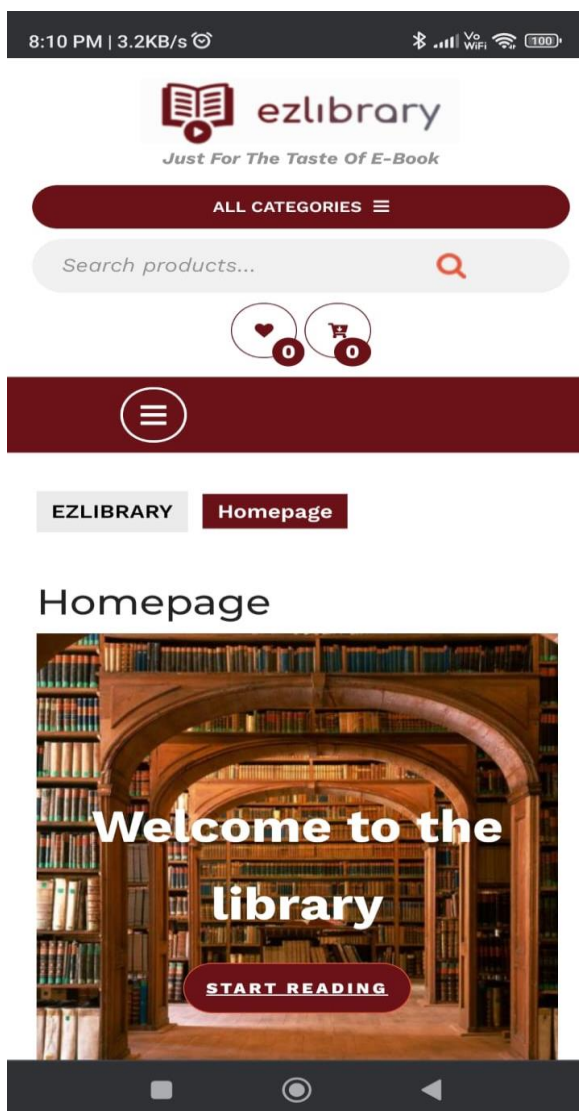 8:10 PM | 3.2KB/s
Vo
WiFi
100
ezlibrary
Just For The Taste Of E-Book
ALL CATEGORIES
Search products...
0
0
EZLIBRARY
Homepage
Homepage
Welcome to the
library
START READING